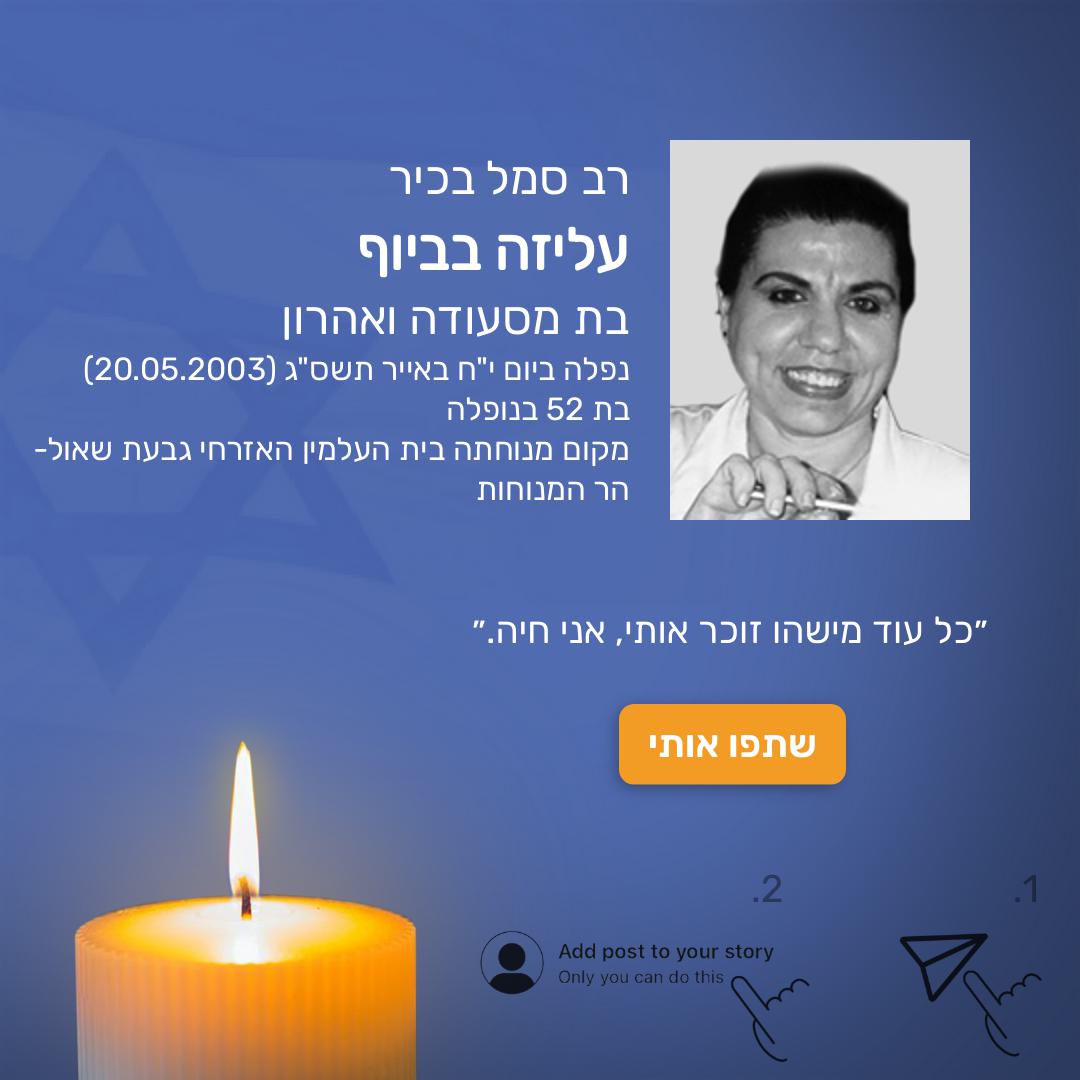 רב סמל בכיר
עליזה בביוף
בת מסעודה ואהרון
נפלה ביום י"ח באייר תשס"ג (20.05.2003)
בת 52 בנופלה
מקום מנוחתה בית העלמין האזרחי גבעת שאול-
הר המנוחות
״כל עוד מישהו זוכר אותי, אני חיה.״
שתפו אותי
1.
2.
Add post to your story
Only you can do this